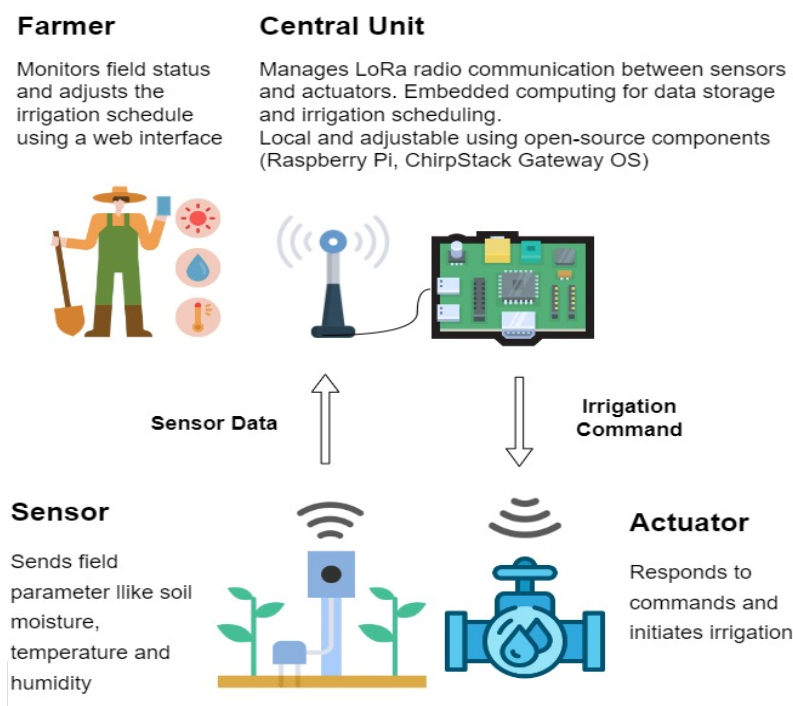 Farmer
Monitors field status
and adjusts the
irrigation schedule
using a web interface
Central Unit
Manages LoRa radio communication between sensors
and actuators. Embedded computing for data storage
and irrigation scheduling.
Local and adjustable using open-source components
(Raspberry Pi, ChirpStack Gateway OS)
Sensor Data
Irrigation
Command
Sensor
Sends field
parameter llike soil
moisture,
temperature and
humidity
Actuator
Responds to
commands and
initiates irrigation